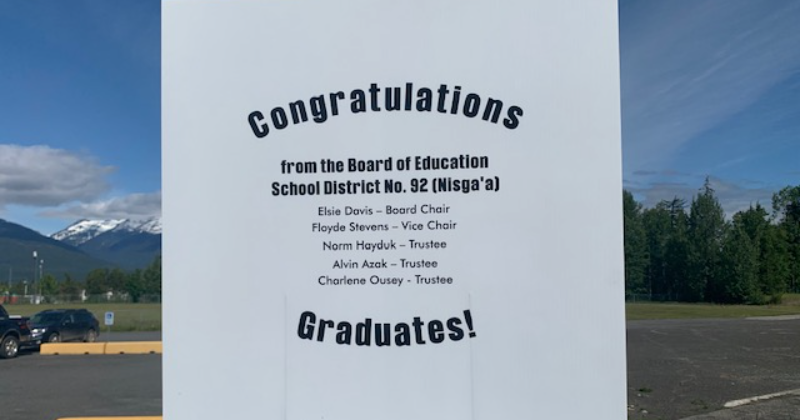 Congratulations
from the Board of Education
School District No. 92 (Nisga'a)
Elsie Davis – Board Chair
Floyde Stevens – Vice Chair
Norm Hayduk – Trustee
Alvin Azak – Trustee
Charlene Ousey - Trustee
Graduates!